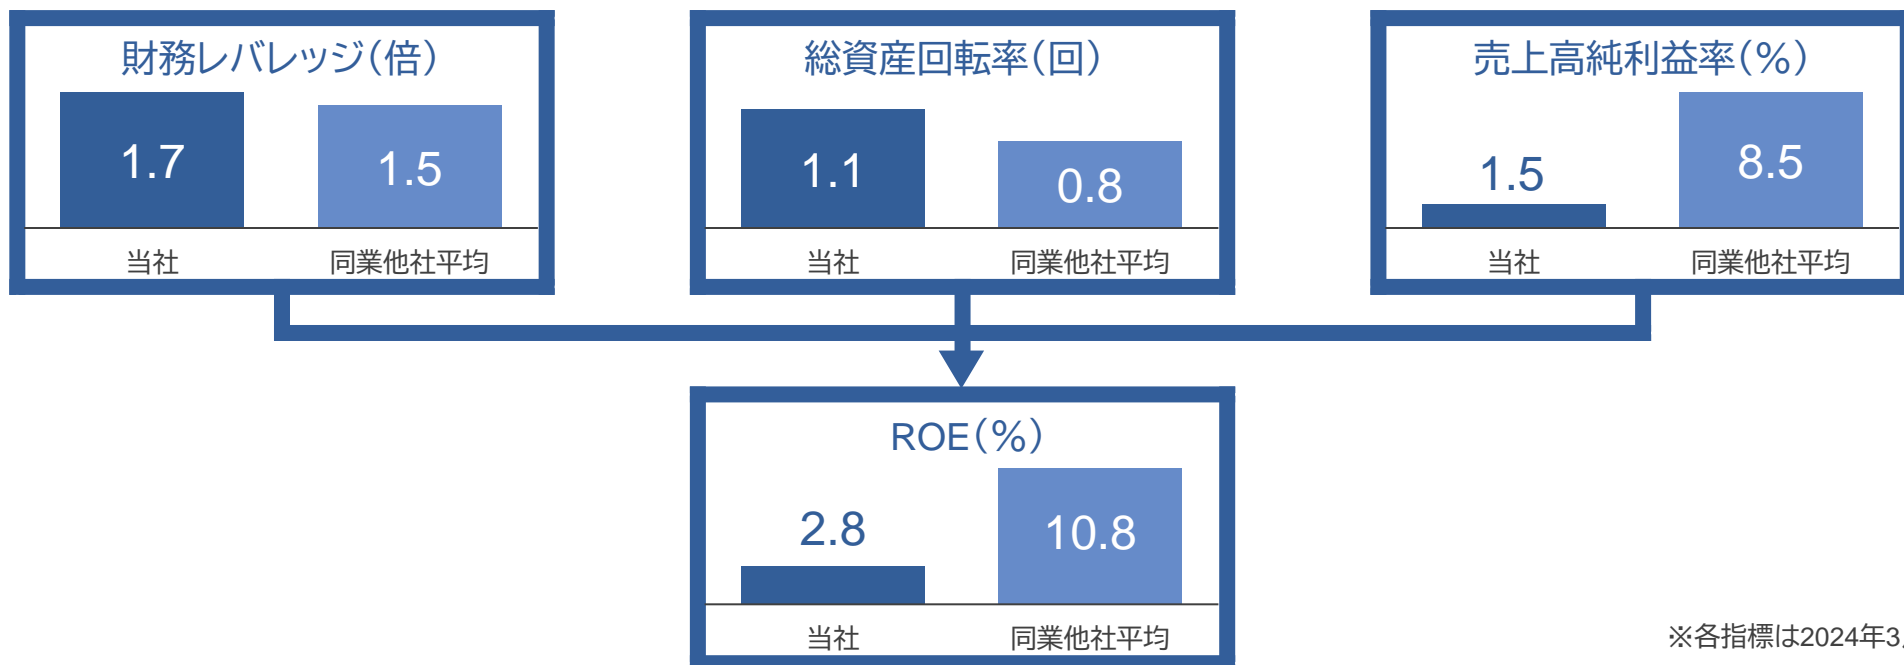 財務レバレッジ(倍)
1.7
1.5
当社
同業他社平均
総資産回転率(回)
1.1
0.8
当社
同業他社平均
売上高純利益率(%)
1.5
8.5
当社
同業他社平均
ROE(%)
2.8
10.8
当社
同業他社平均
※各指標は2024年3